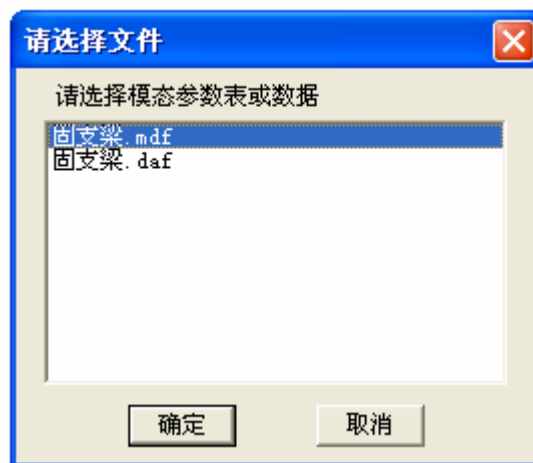 请选择文件
请选择模态参数表或数据
固支梁.mdf
固支梁.daf
确定
取消